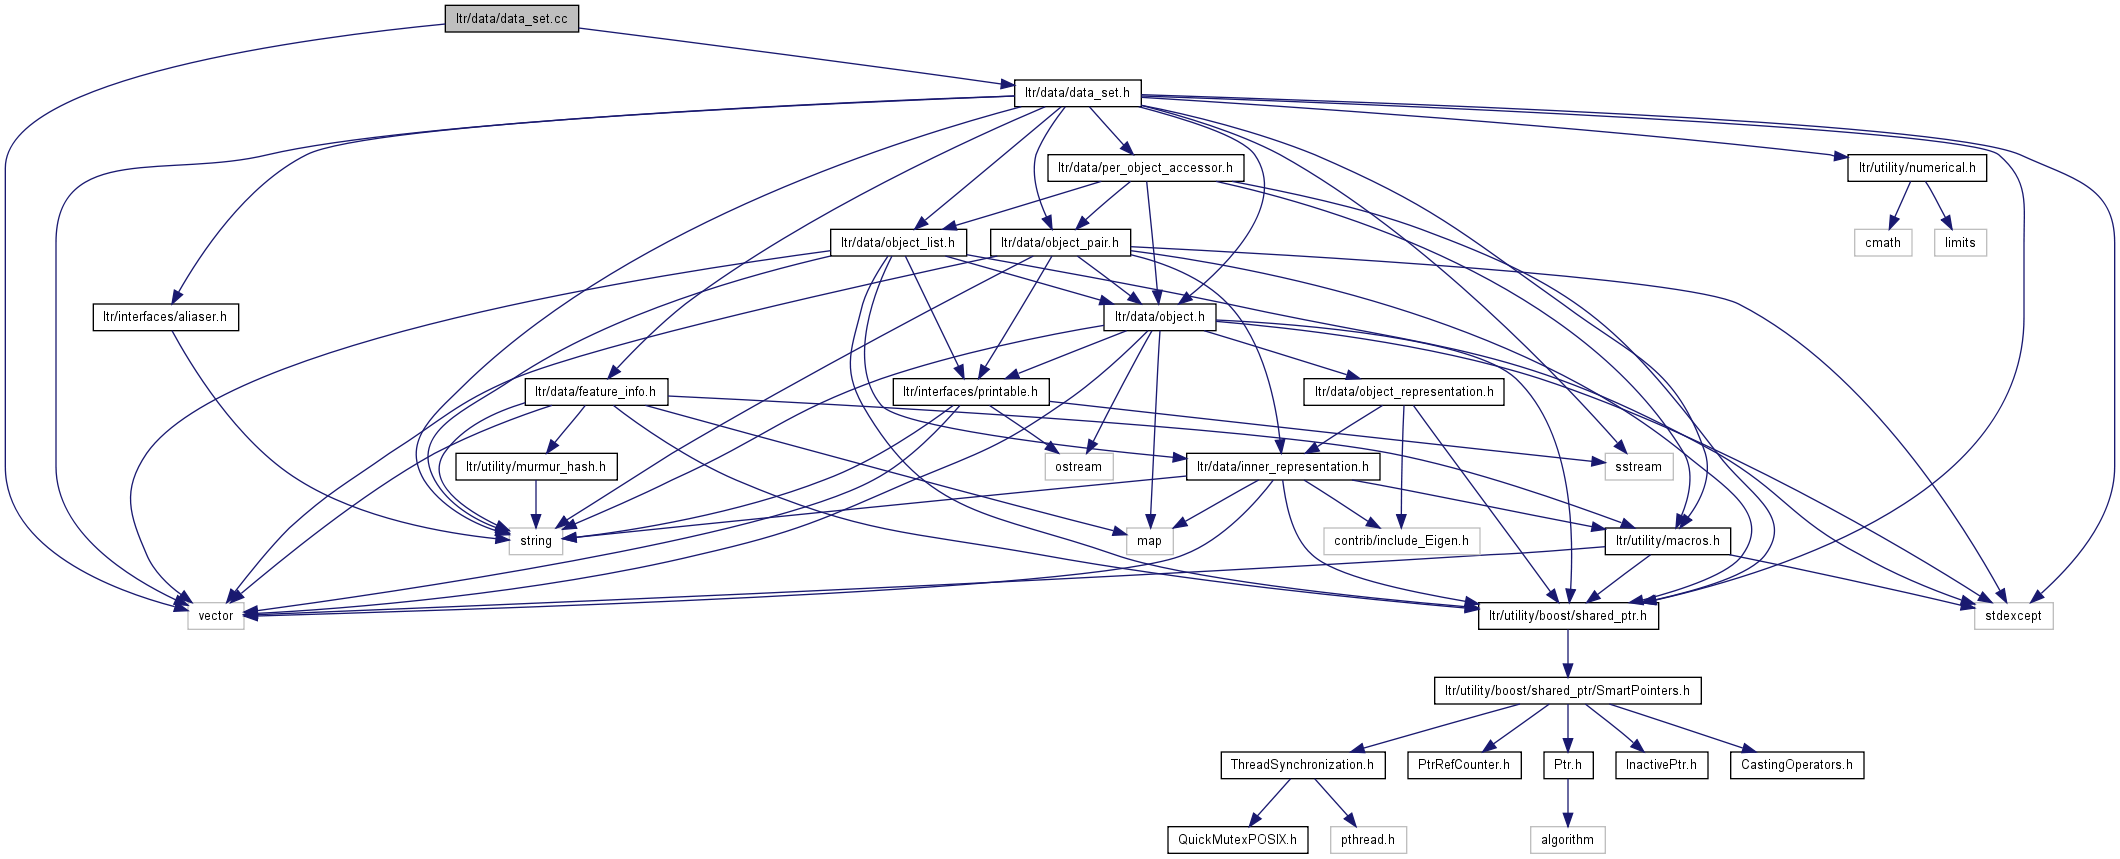 ltr/data/data_set.cc
ltr/data/data_set.h
ltr/data/per_object_accessor.h
ltr/utility/numerical.h
ltr/data/object_list.h
ltr/data/object_pair.h
cmath
limits
ltr/interfaces/aliaser.h
ltr/data/object.h
ltr/data/feature_info.h
ltr/interfaces/printable.h
ltr/data/object_representation.h
ltr/utility/murmur_hash.h
ostream
ltr/data/inner_representation.h
sstream
string
map
contrib/include_Eigen.h
ltr/utility/macros.h
vector
ltr/utility/boost/shared_ptr.h
stdexcept
ltr/utility/boost/shared_ptr/SmartPointers.h
ThreadSynchronization.h
PtrRefCounter.h
Ptr.h
InactivePtr.h
CastingOperators.h
QuickMutexPOSIX.h
pthread.h
algorithm